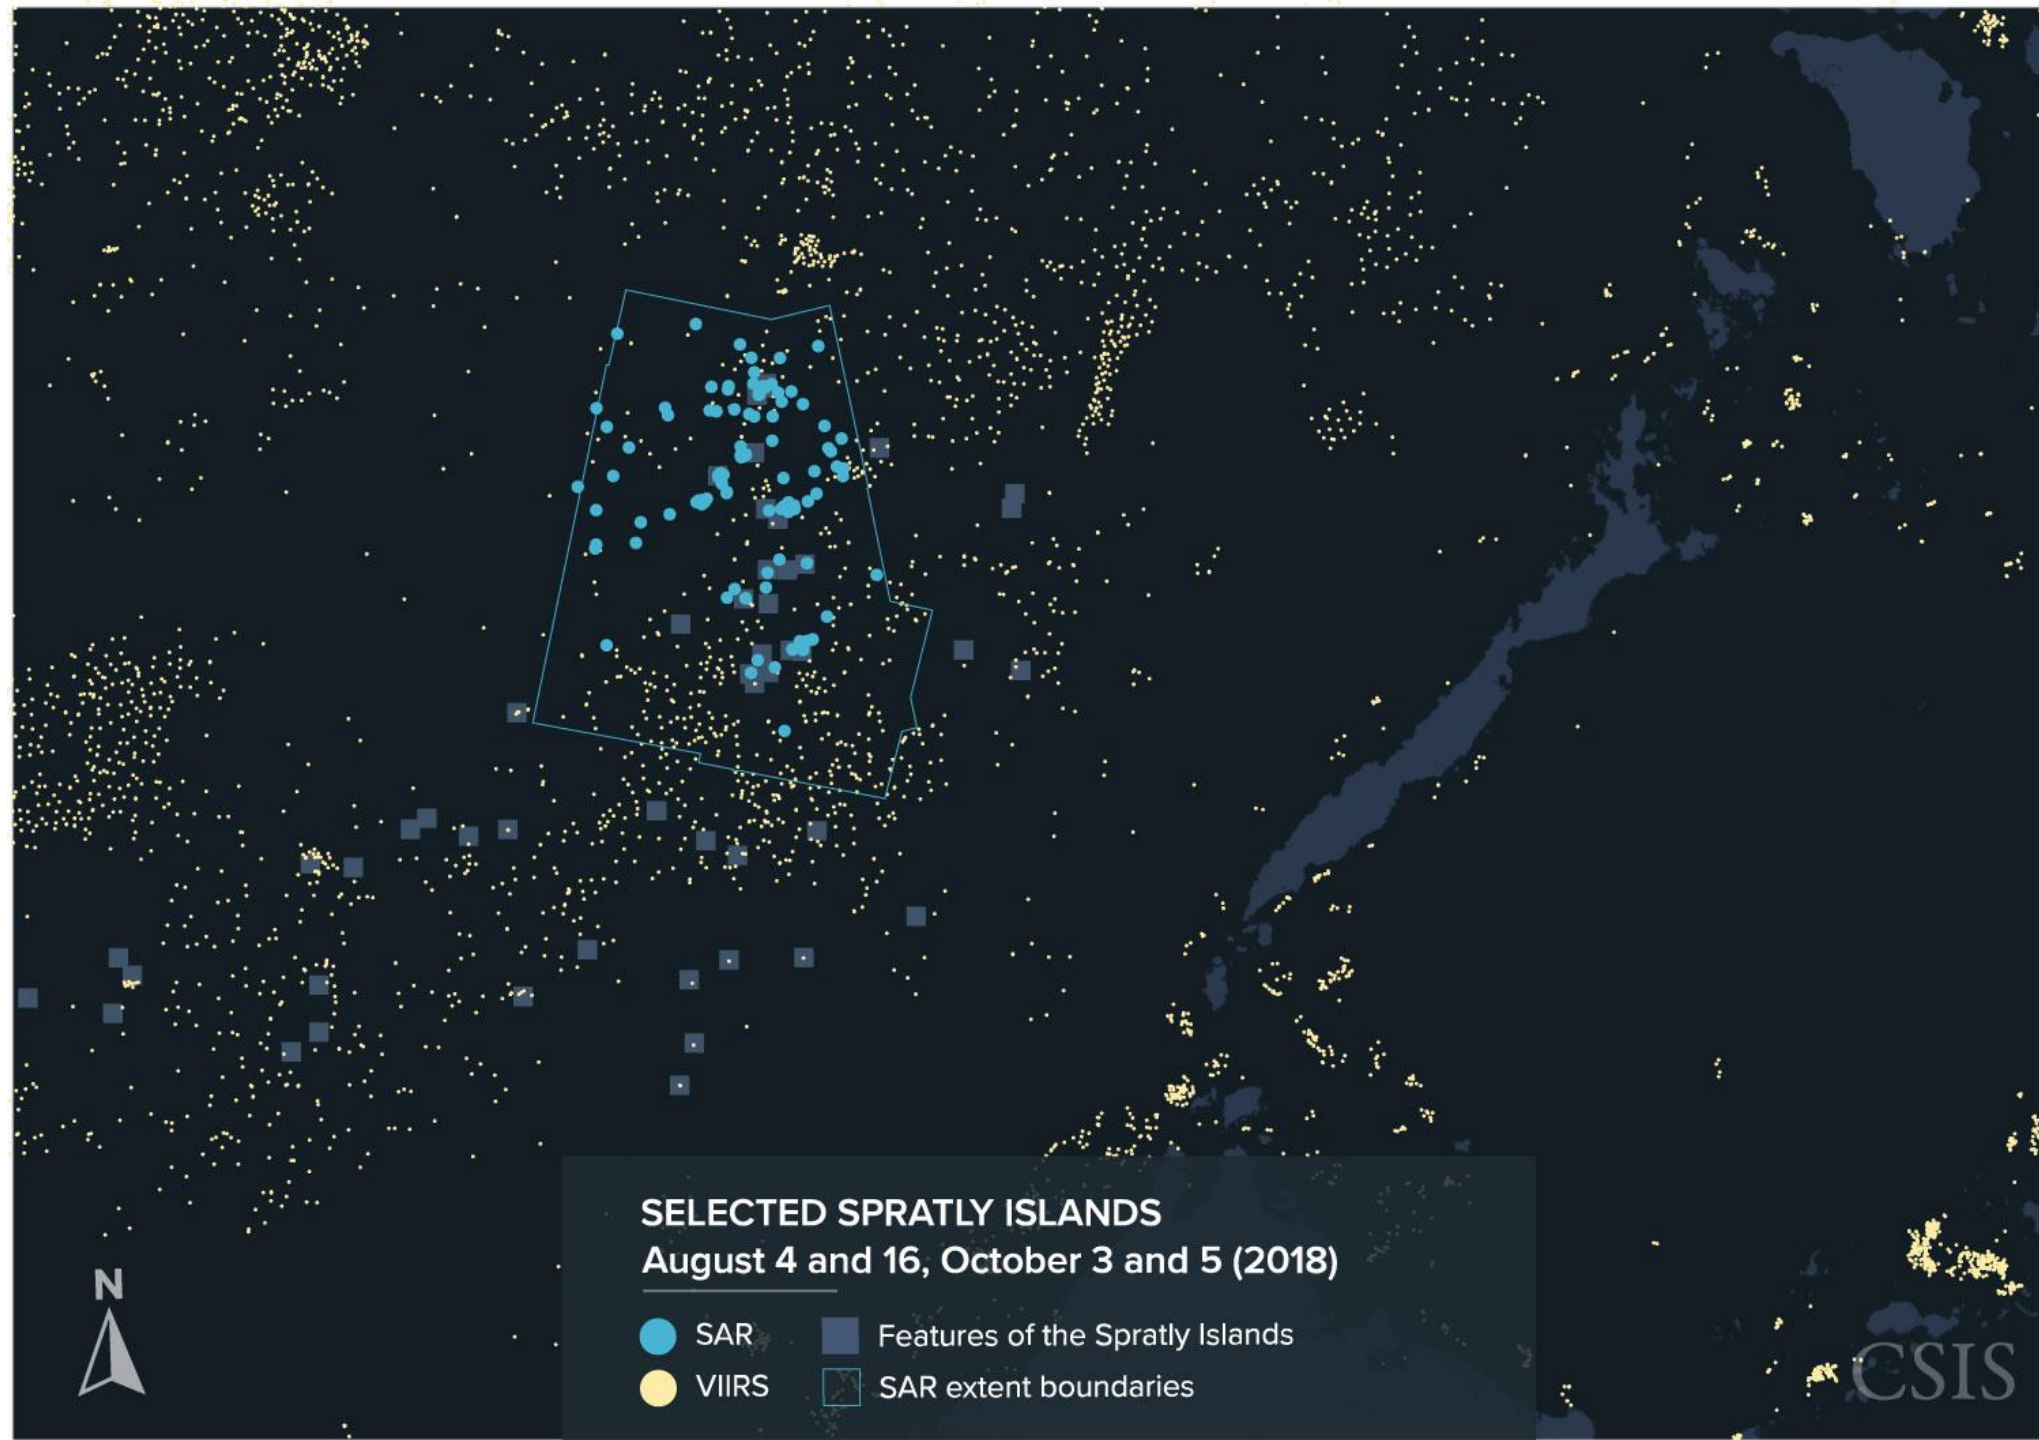 SELECTED SPRATLY ISLANDS
August 4 and 16, October 3 and 5 (2018)
N
SAR
Features of the Spratly Islands
VIIRS
SAR extent boundaries
CSIS